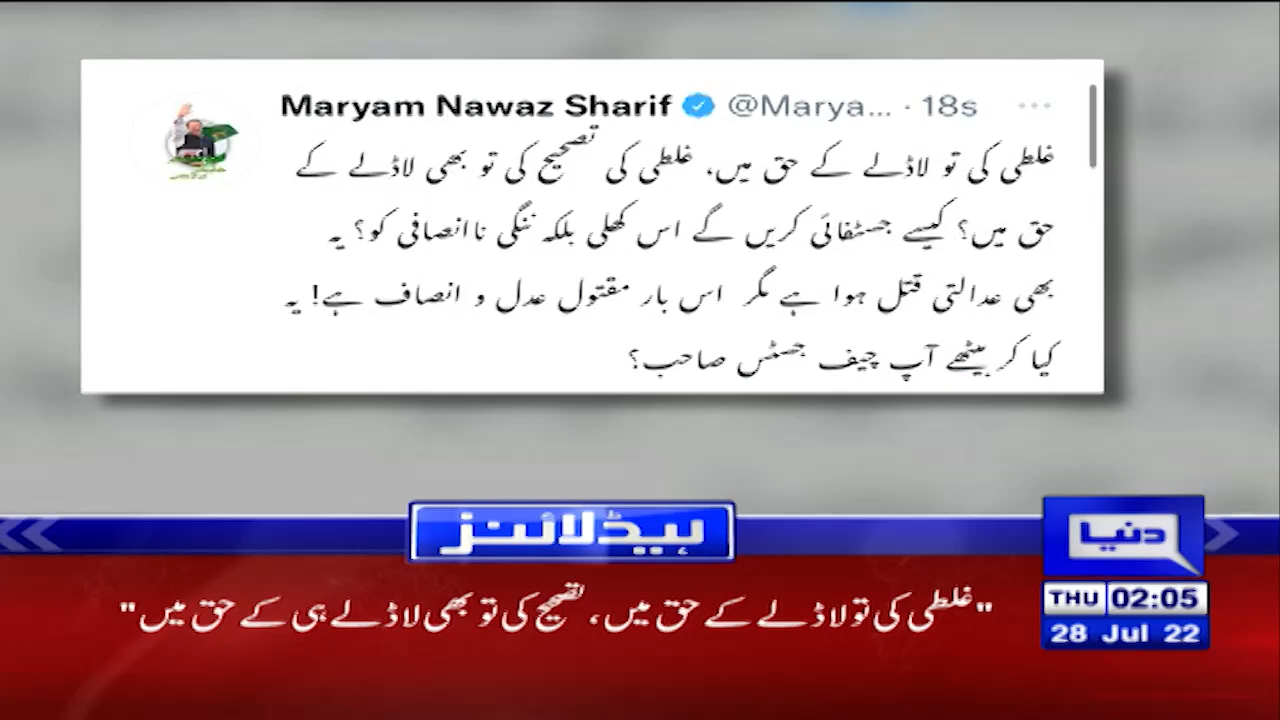 Maryam Nawaz Sharif @Marya... · 18s
غلطی کی تو لاڈلے کے حق میں، غلطی کی تصحیح کی تو بھی لاڈلے کے
حق میں؟ کیسے جسٹفائی کریں گے اس کھلی بلکہ ننگی ناانصافی کو؟ یہ
بھی عدالتی قتل ہوا ہے مگر اس بار مقتول عدل و انصاف ہے! یہ
کیا کر بیٹھے آپ چیف جسٹس صاحب؟
ہیڈلائنز
دنیا
"غلطی کی تو لاڈلے کے حق میں، تصحیح کی تو بھی لاڈلے ہی کے حق میں"
THU 02:05
28 Jul 22